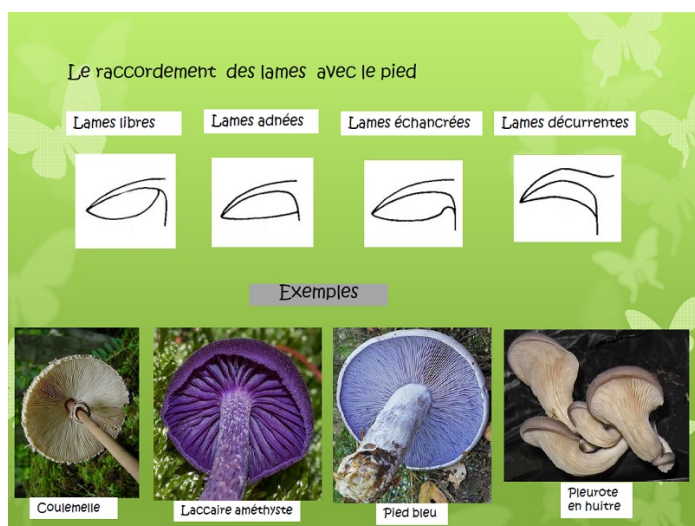 Le raccordement des lames avec le pied
Lames libres
Lames adnées
Lames échancrées
Lames décurrentes
Exemples
Coulemelle
Laccaire améthyste
Pied bleu
Pleurote
en huitre